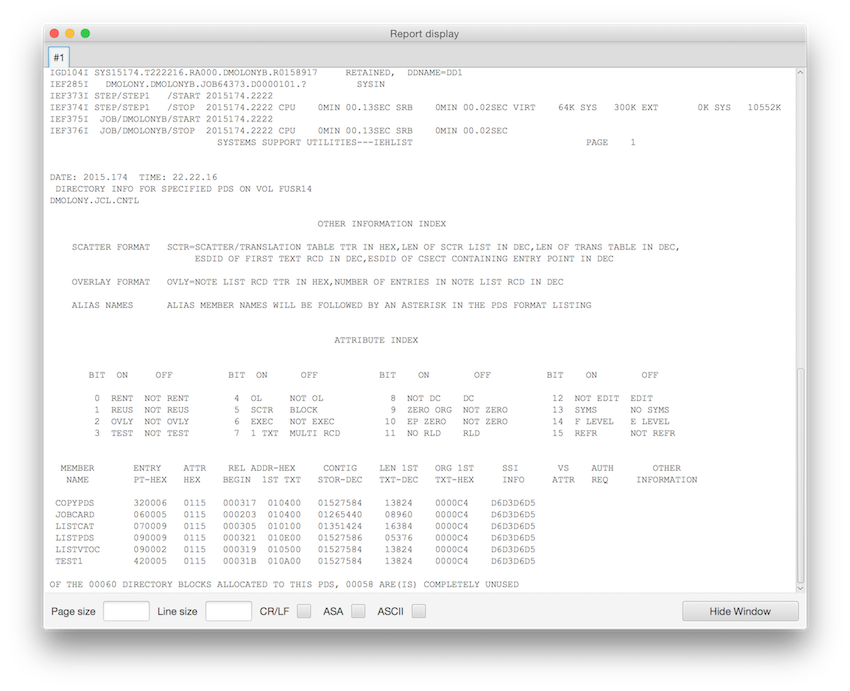 Report display
#1
IGD104I SYS15174.T222216.RA000.DMOLONYB.R0158917     RETAINED,  DDNAME=DD1
IEF285I   DMOLONY.DMOLONYB.JOB64373.D0000101.?         SYSIN
IEF373I STEP/STEP1   /START 2015174.2222
IEF374I STEP/STEP1   /STOP  2015174.2222 CPU    0MIN 00.13SEC SRB    0MIN 00.02SEC VIRT    64K SYS   300K EXT       0K SYS   10552K
IEF375I  JOB/DMOLONYB/START 2015174.2222
IEF376I  JOB/DMOLONYB/STOP  2015174.2222 CPU    0MIN 00.13SEC SRB    0MIN 00.02SEC
SYSTEMS SUPPORT UTILITIES---IEHLIST                               PAGE    1
DATE: 2015.174  TIME: 22.22.16
DIRECTORY INFO FOR SPECIFIED PDS ON VOL FUSR14
DMOLONY.JCL.CNTL
OTHER INFORMATION INDEX
SCATTER FORMAT   SCTR=SCATTER/TRANSLATION TABLE TTR IN HEX,LEN OF SCTR LIST IN DEC,LEN OF TRANS TABLE IN DEC,
ESDID OF FIRST TEXT RCD IN DEC,ESDID OF CSECT CONTAINING ENTRY POINT IN DEC
OVERLAY FORMAT   OVLY=NOTE LIST RCD TTR IN HEX,NUMBER OF ENTRIES IN NOTE LIST RCD IN DEC
ALIAS NAMES      ALIAS MEMBER NAMES WILL BE FOLLOWED BY AN ASTERISK IN THE PDS FORMAT LISTING
ATTRIBUTE INDEX
BIT  ON     OFF          BIT  ON      OFF           BIT    ON        OFF          BIT    ON        OFF
0  RENT  NOT RENT        4  OL     NOT OL            8  NOT DC    DC              12  NOT EDIT  EDIT
1  REUS  NOT REUS        5  SCTR   BLOCK             9  ZERO ORG  NOT ZERO        13  SYMS      NO SYMS
2  OVLY  NOT OVLY        6  EXEC   NOT EXEC         10  EP ZERO   NOT ZERO        14  F LEVEL   E LEVEL
3  TEST  NOT TEST        7  1 TXT  MULTI RCD        11  NO RLD    RLD             15  REFR      NOT REFR
MEMBER       ENTRY    ATTR    REL ADDR-HEX     CONTIG    LEN 1ST   ORG 1ST     SSI       VS    AUTH       OTHER
NAME        PT-HEX   HEX    BEGIN  1ST TXT   STOR-DEC   TXT-DEC   TXT-HEX     INFO     ATTR   REQ     INFORMATION
COPYPDS       320006   0115   000317  010400   01527584    13824    0000C4    D6D3D6D5
JOBCARD       060005   0115   000203  010400   01265440    08960    0000C4    D6D3D6D5
LISTCAT       070009   0115   000305  010100   01351424    16384    0000C4    D6D3D6D5
LISTPDS       090009   0115   000321  010E00   01527586    05376    0000C4    D6D3D6D5
LISTVTOC      090002   0115   000319  010500   01527584    13824    0000C4    D6D3D6D5
TEST1         420005   0115   00031B  010A00   01527584    13824    0000C4    D6D3D6D5
OF THE 00060 DIRECTORY BLOCKS ALLOCATED TO THIS PDS, 00058 ARE(IS) COMPLETELY UNUSED
Page size Line size CR/LF ASA ASCII Hide Window